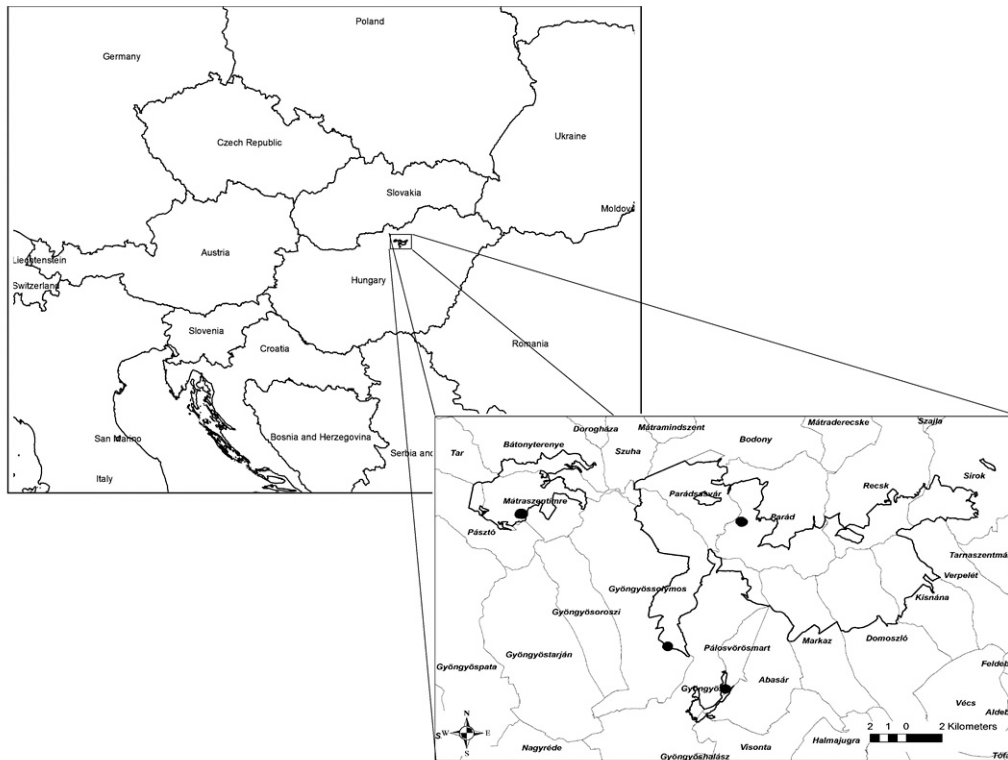 Poland
Germany
Ukraine
Czech Republic
Slovakia
Moldova
Austria
Liechtenstein
Switzerland
Hungary
Slovenia
Romania
Croatia
San Marino
Bosnia and Herzegovina
Serbia and
Italy
Dorogháza
Mátramindszent
Mátraderecske
Szajla
Tar
Bátonyterenye
Szuha
Bodony
Sirok
Recsk
Parádsasvár
Mátraszentimre
Parád
Pásztó
Tarnaszentmá
Verpelét
Gyöngyössolymos
Kisnána
Gyöngyösoroszi
Markaz
Domoszló
Pálosvörösmart
Gyöngyöstarján
Gyöngyöspata
Feldeb
Abasár
Gyöngyös
Vécs
Aldeb
2 1 0 2 Kilometers
N
W E
S
Nagyréde
Visonta
Halmajugra
Gyöngyöshalász